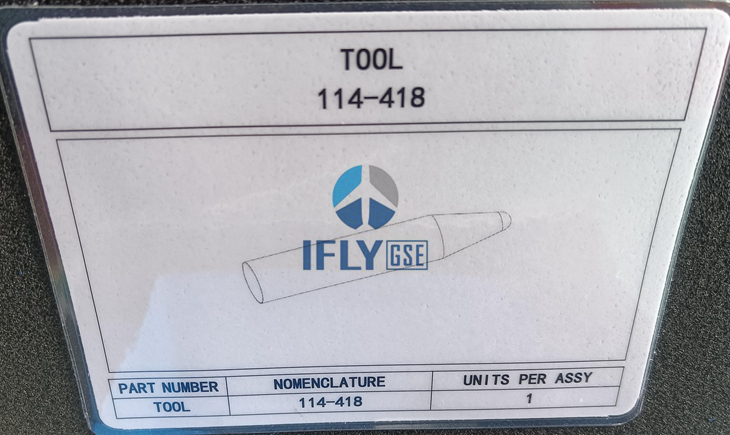 TOOL
114-418
IFLY GSE
PART NUMBER NOMENCLATURE UNITS PER ASSY
TOOL 114-418 1